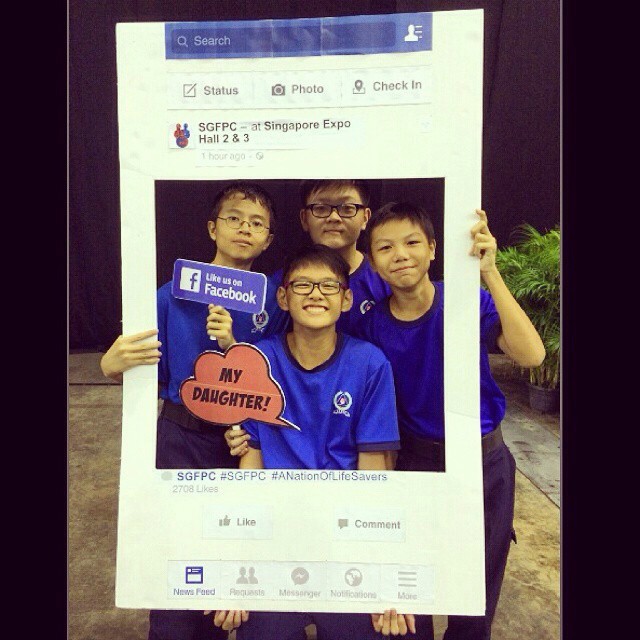 Search
Status Photo Check In
SGFPC – at Singapore Expo
Hall 2 & 3
1 hour ago
Like us on
Facebook
MY
DAUGHTER!
SGFPC #SGFPC #ANationOfLifeSavers
2708 Likes
Like Comment
News Feed Requests Messenger Notifications More